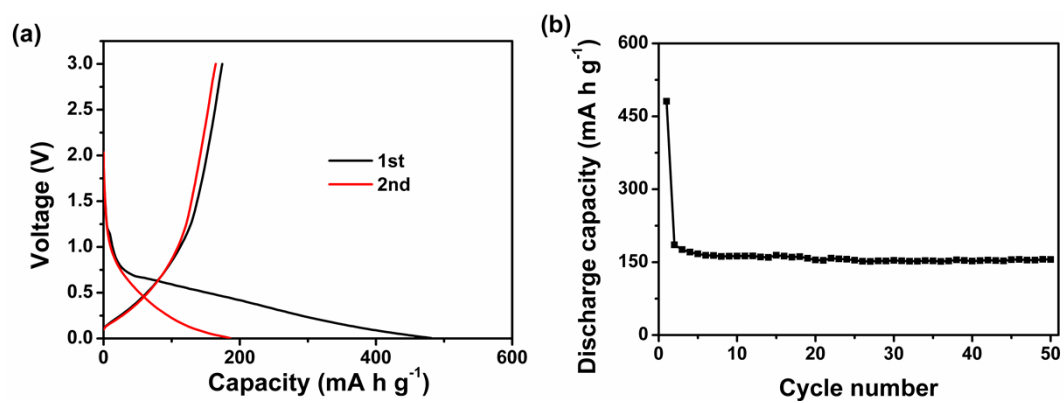 (a)
Voltage (V)
3.0
2.5
2.0
1.5
1.0
0.5
0.0
1st
2nd
0
200
400
600
Capacity (mA h g⁻¹)
(b)
Discharge capacity (mA h g⁻¹)
600
450
300
150
0
0
10
20
30
40
50
Cycle number